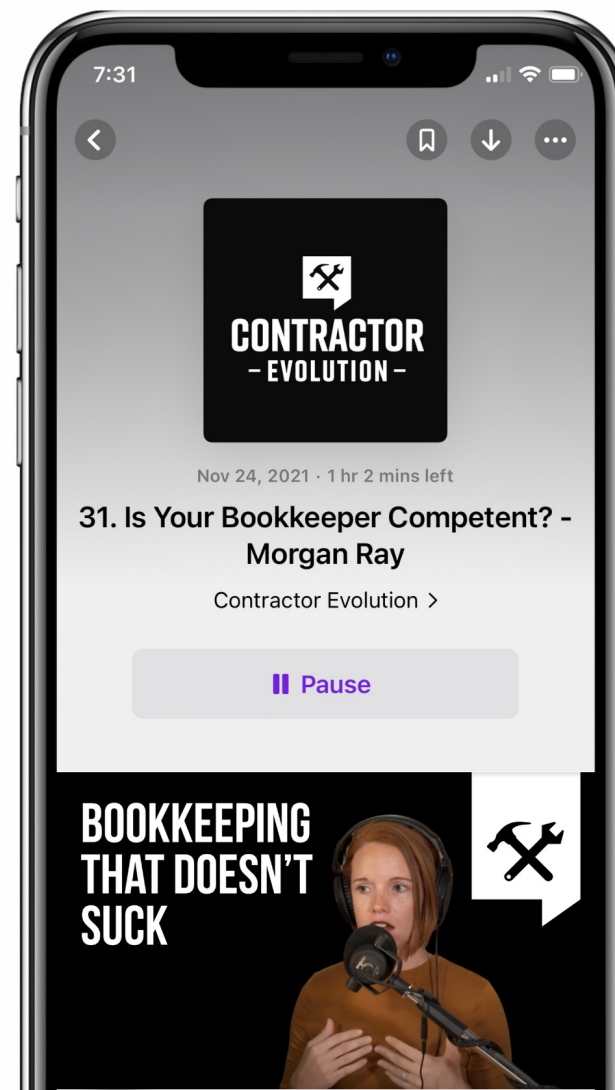 7:31
CONTRACTOR
– EVOLUTION –
Nov 24, 2021 · 1 hr 2 mins left
31. Is Your Bookkeeper Competent? -
Morgan Ray
Contractor Evolution >
Pause
BOOKKEEPING
THAT DOESN'T
SUCK